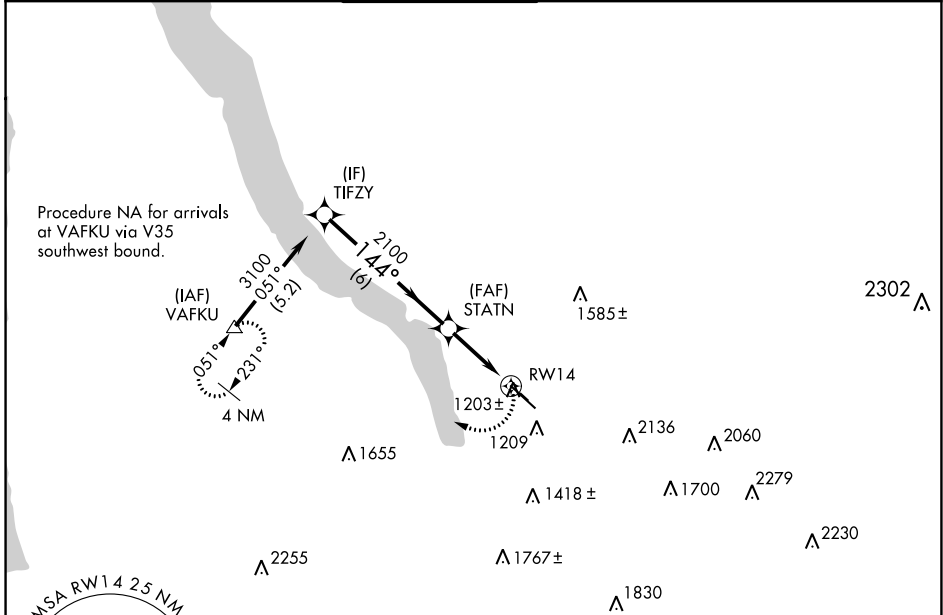 (IF)
TIFZY
Procedure NA for arrivals
at VAFKU via V35
southwest bound.
2100
144°
(6)
3100
051°
(5.2)
(IAF)
VAFKU
(FAF)
STATN
1585±
2302
051°
231°
4 NM
RW14
1203±
1209
2136
2060
1655
1418 ±
1700
2279
2230
2255
1767±
1830
MSA RW14 25 NM